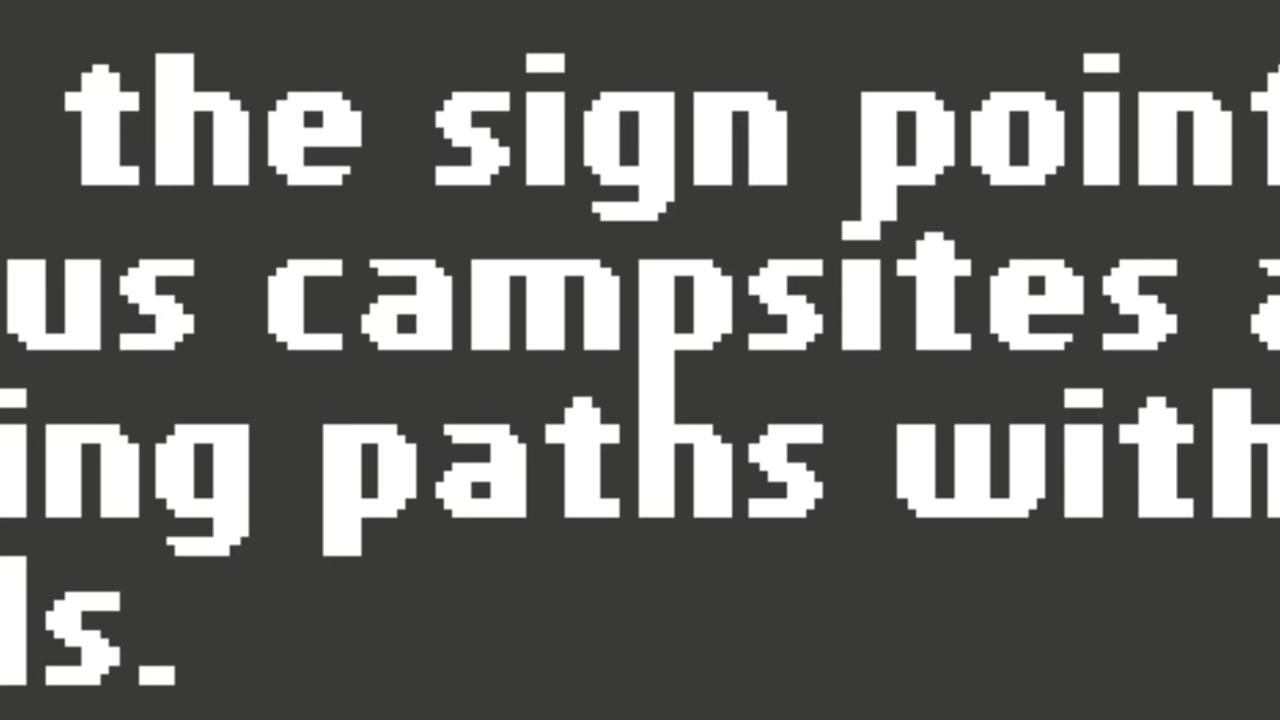 the sign point
us campsites a
ing paths with
ls.